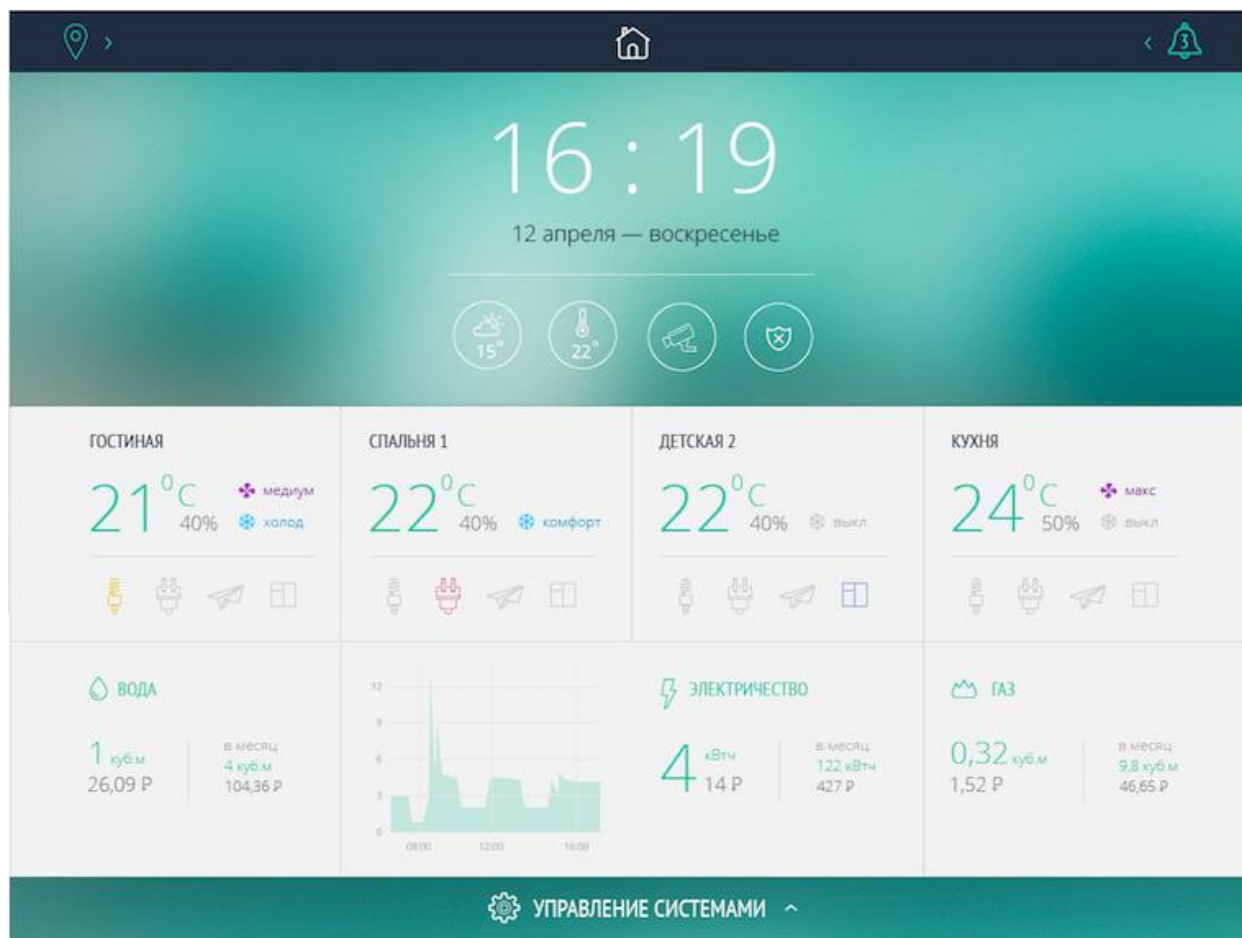 3
16 : 19
12 апреля — воскресенье
15°
22°
ГОСТИНАЯ
21°C
40%
медиум
холод
СПАЛЬНЯ 1
22°C
40%
комфорт
ДЕТСКАЯ 2
22°C
40%
выкл
КУХНЯ
24°C
50%
макс
выкл
ВОДА
1 куб.м
26,09 Р
в месяц
4 куб.м
104,36 Р
12
9
6
3
0
08:00 12:00 16:00
ЭЛЕКТРИЧЕСТВО
4 кВтч
14 Р
в месяц
122 кВтч
427 Р
ГАЗ
0,32 куб.м
1,52 Р
в месяц
9,8 куб.м
46,65 Р
УПРАВЛЕНИЕ СИСТЕМАМИ